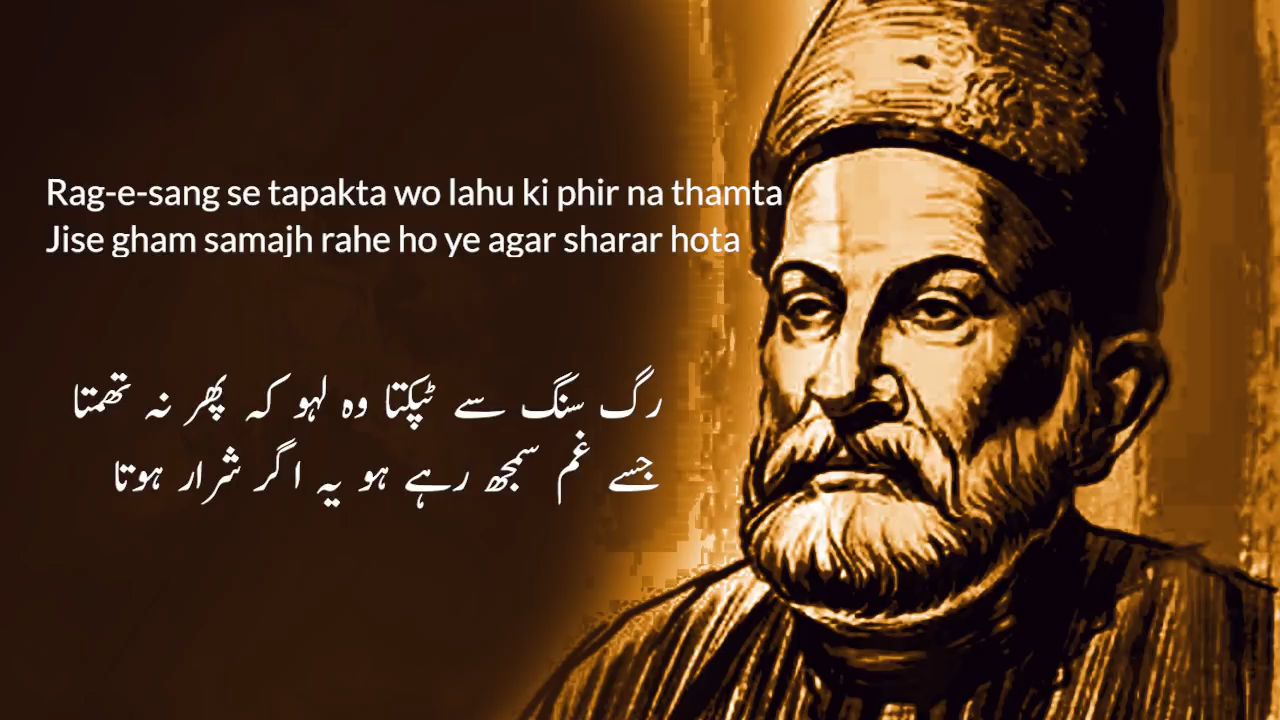 Rag-e-sang se tapakta wo lahu ki phir na thamta
Jise gham samajh rahe ho ye agar sharar hota
رگ سنگ سے ٹپکتا وہ لہو کہ پھر نہ تھمتا
جسے غم سمجھ رہے ہو یہ اگر شرار ہوتا